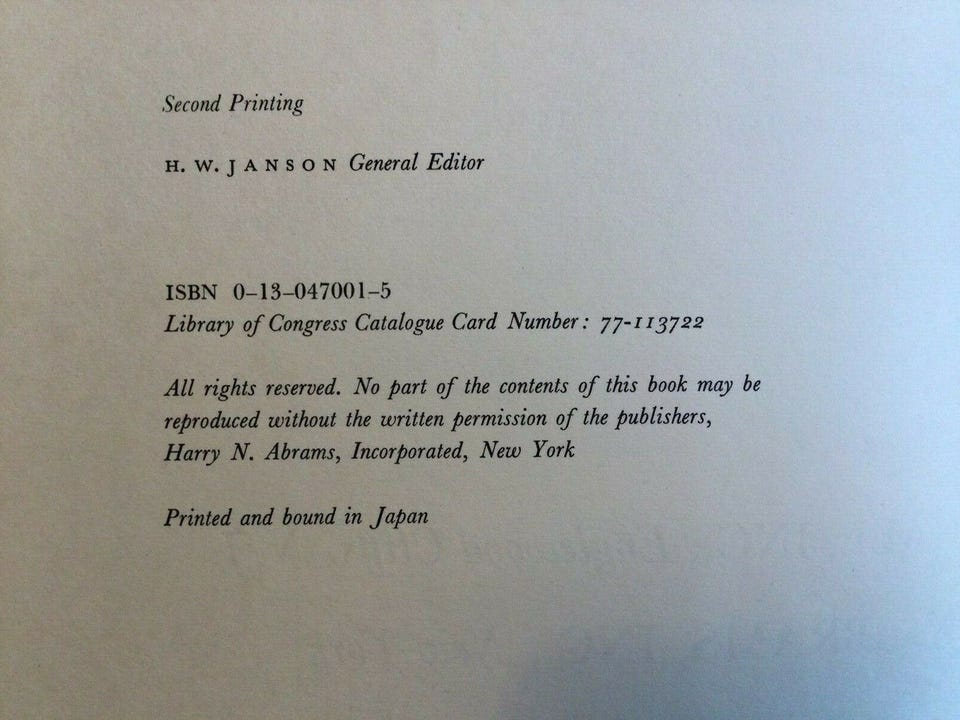 Second Printing
H. W. JANSON General Editor
ISBN 0-13-047001-5
Library of Congress Catalogue Card Number: 77-113722
All rights reserved. No part of the contents of this book may be
reproduced without the written permission of the publishers,
Harry N. Abrams, Incorporated, New York
Printed and bound in Japan